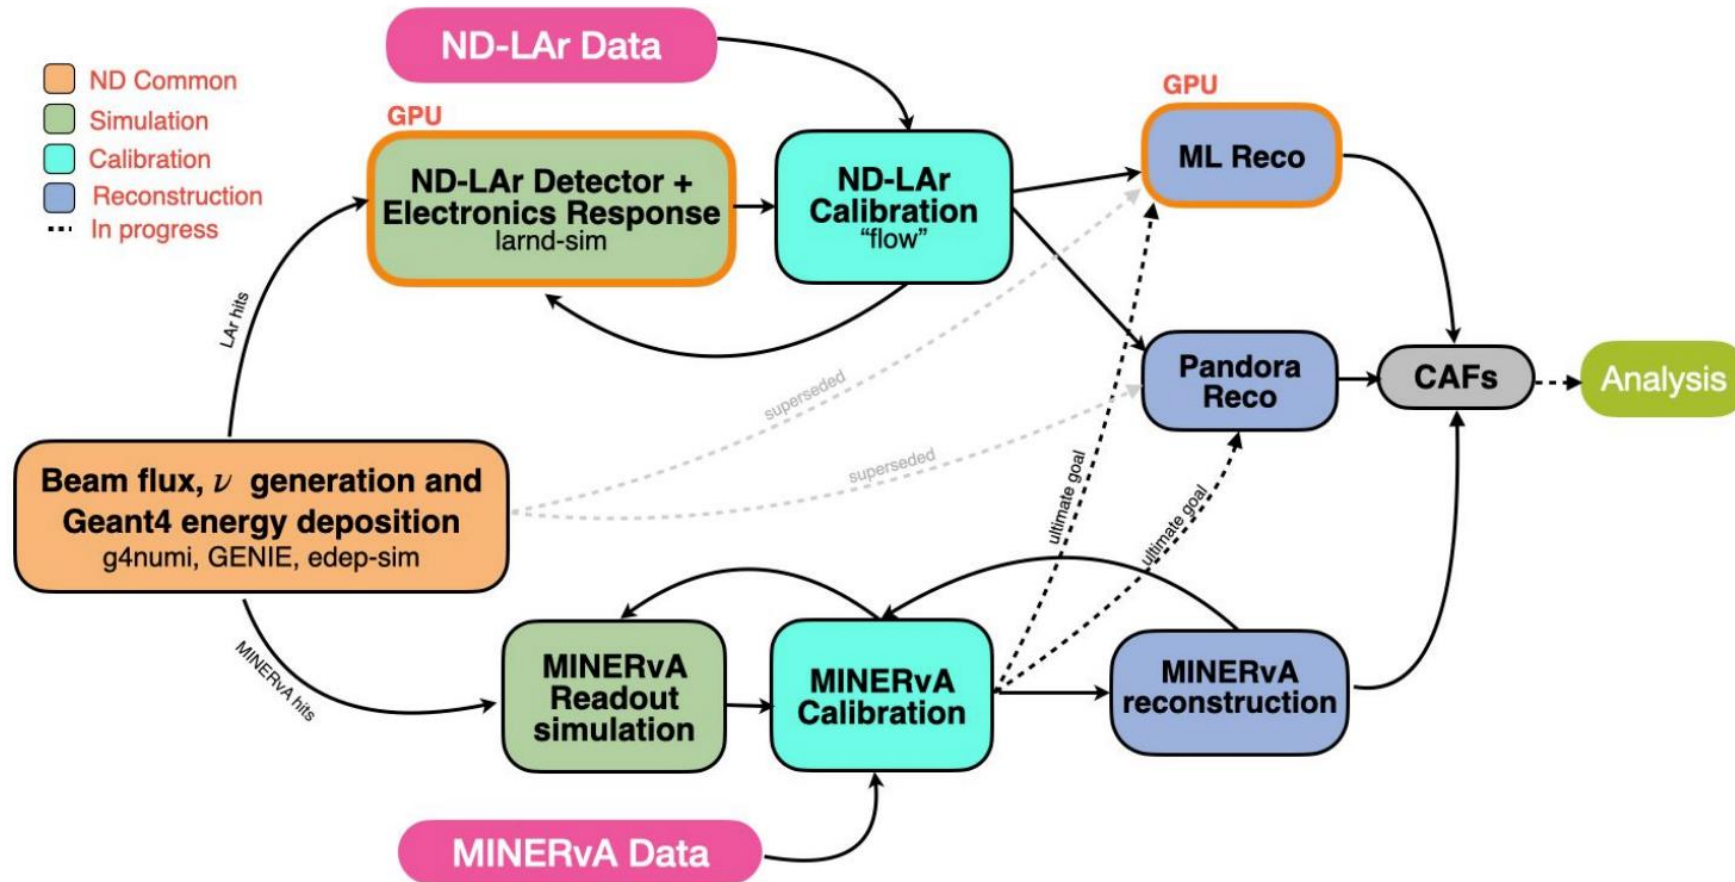 ND-LAr Data
ND Common
Simulation
Calibration
Reconstruction
In progress
GPU
ND-LAr Detector +
Electronics Response
larnd-sim
ND-LAr
Calibration
“flow”
GPU
ML Reco
LAr hits
superseded
superseded
Pandora
Reco
CAFs
Analysis
Beam flux, ν generation and
Geant4 energy deposition
g4numi, GENIE, edep-sim
ultimate goal
ultimate goal
MINERvA hits
MINERvA
Readout
simulation
MINERvA
Calibration
MINERvA
reconstruction
MINERvA Data